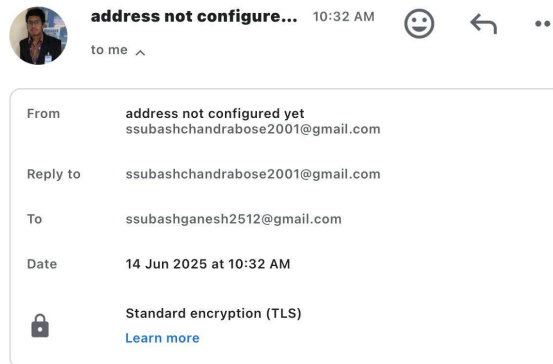 address not configure... 10:32 AM
to me
From address not configured yet
ssubashchandrabose2001@gmail.com
Reply to ssubashchandrabose2001@gmail.com
To ssubashganesh2512@gmail.com
Date 14 Jun 2025 at 10:32 AM
Standard encryption (TLS)
Learn more